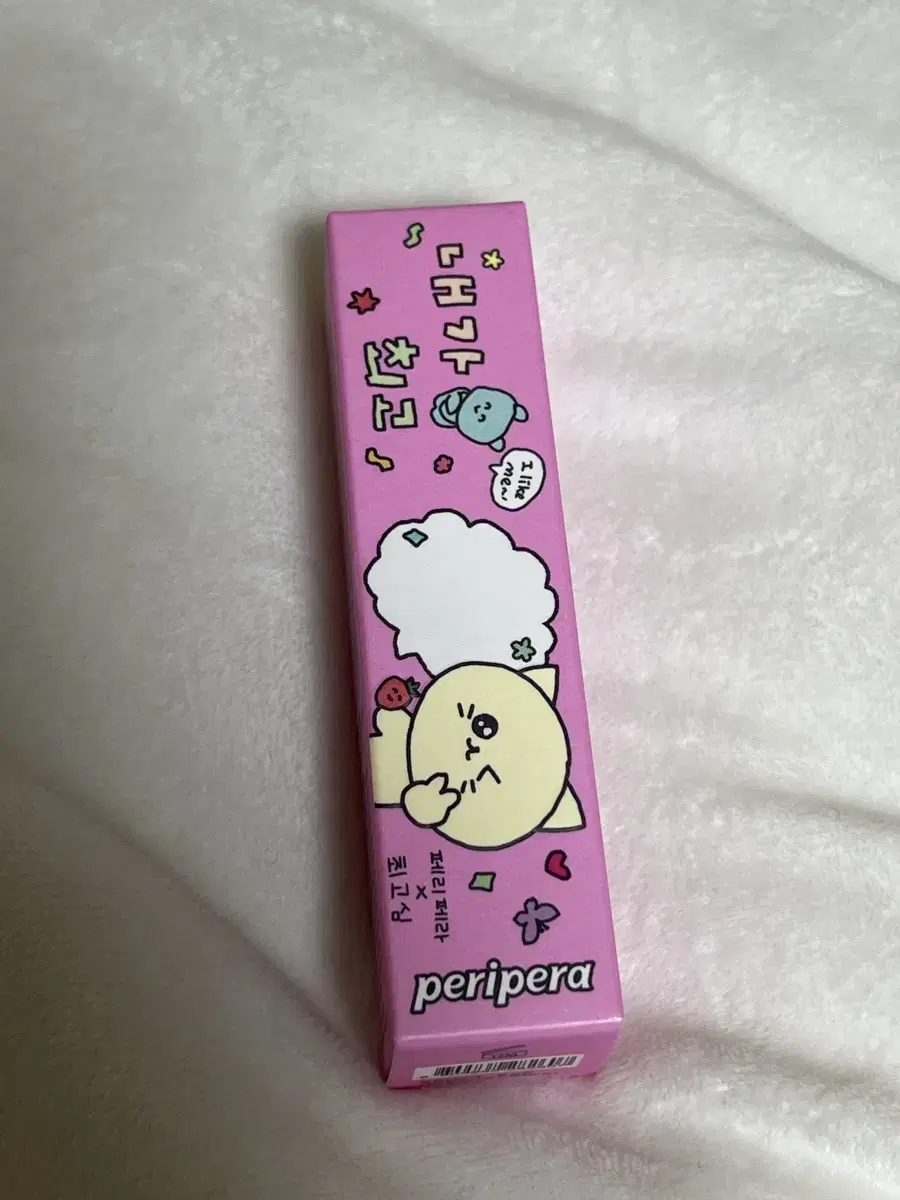 내가
최고
I like
me~
페리페라
x
최고심
peripera